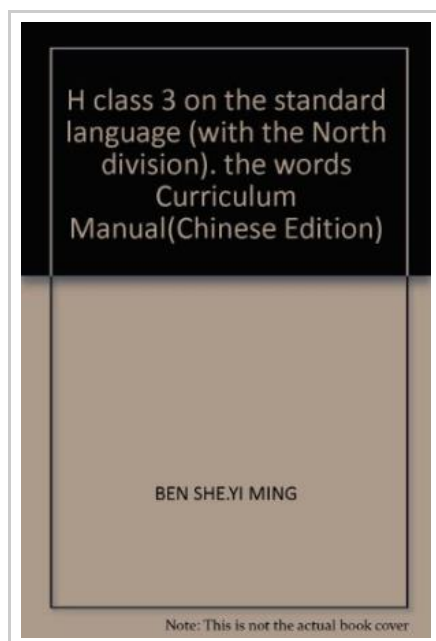 H class 3 on the standard
language (with the North
division). the words
Curriculum
Manual(Chinese Edition)
BEN SHE.YI MING
Note: This is not the actual book cover